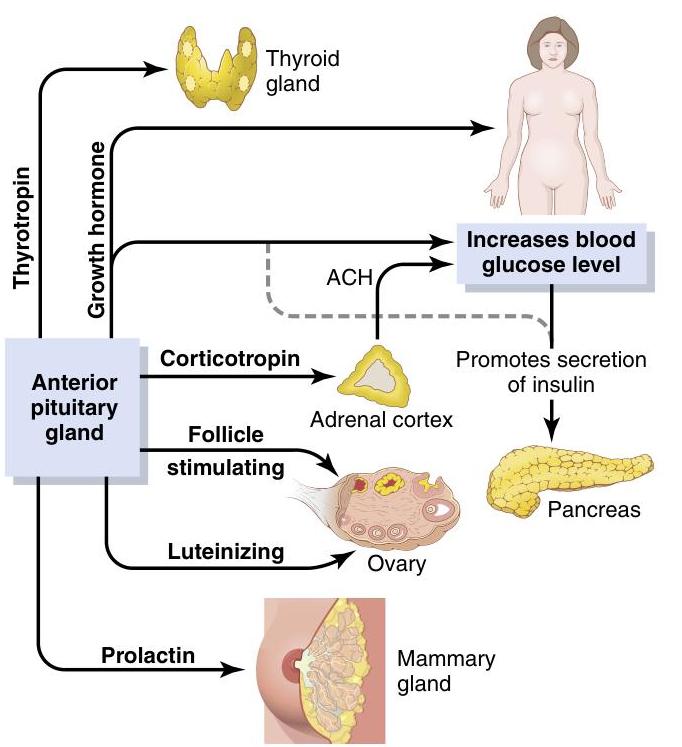 Thyroid
gland
Thyrotropin
Growth hormone
Increases blood
glucose level
ACH
Anterior
pituitary
gland
Corticotropin
Adrenal cortex
Promotes secretion
of insulin
Follicle
stimulating
Pancreas
Luteinizing
Ovary
Prolactin
Mammary
gland